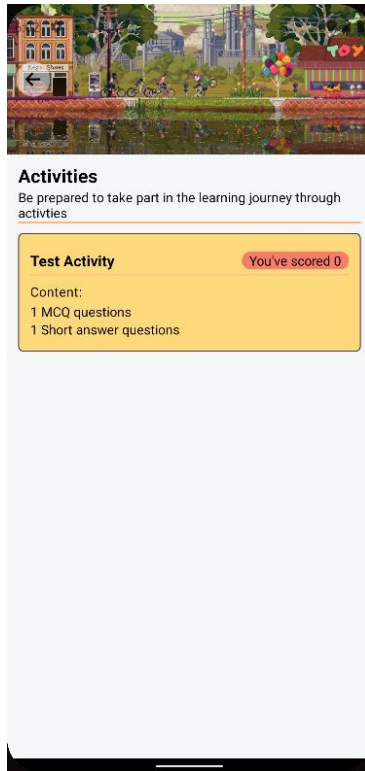 TOY
Activities
Be prepared to take part in the learning journey through
activties
Test Activity
You've scored 0
Content:
1 MCQ questions
1 Short answer questions